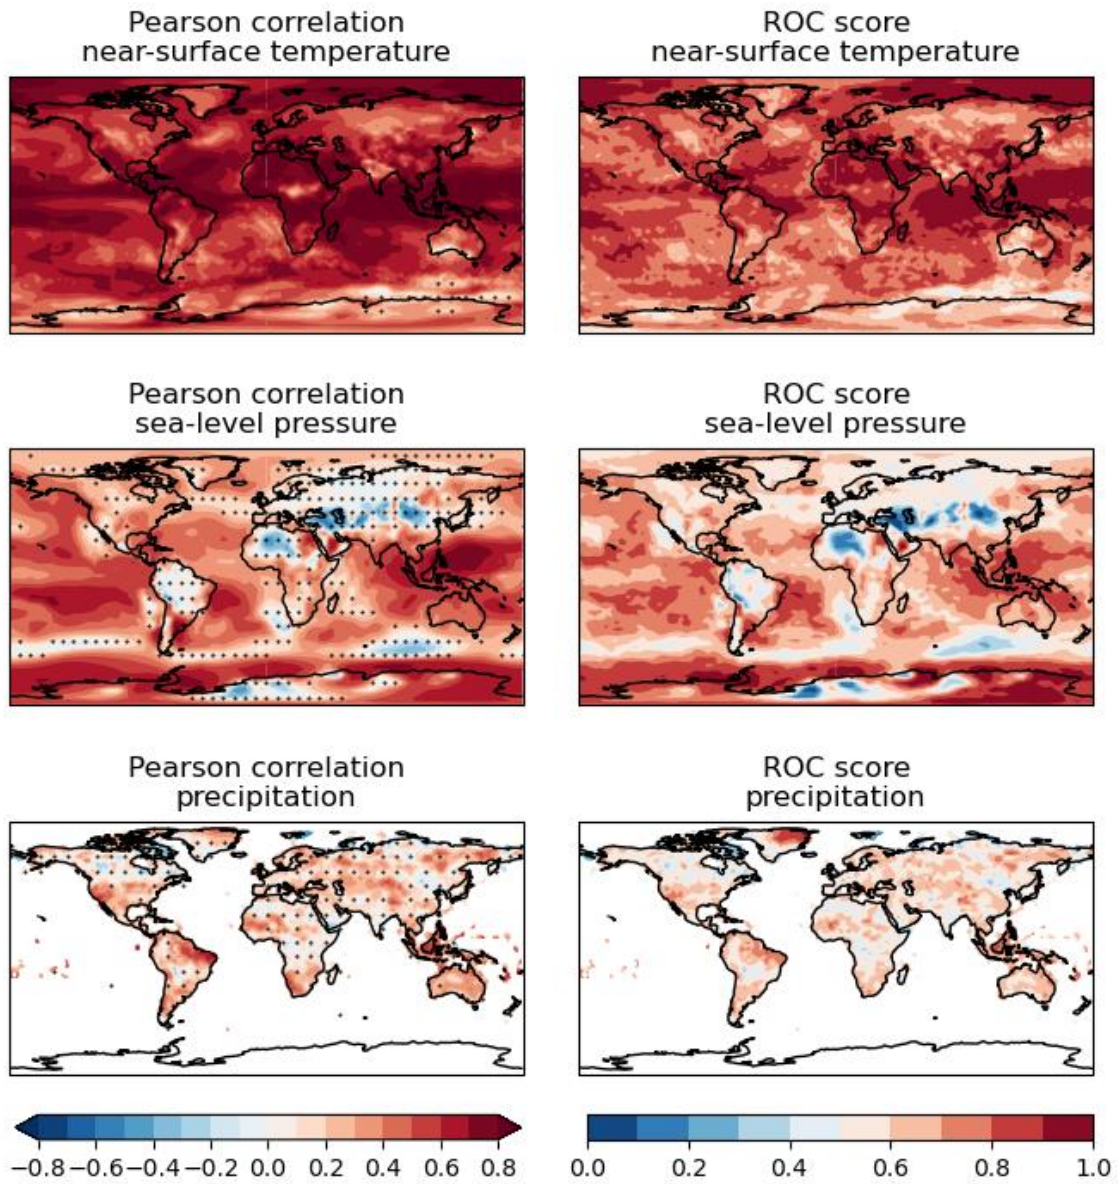 Pearson correlation
near-surface temperature
ROC score
near-surface temperature
Pearson correlation
sea-level pressure
ROC score
sea-level pressure
Pearson correlation
precipitation
ROC score
precipitation
−0.8 −0.6 −0.4 −0.2 0.0 0.2 0.4 0.6 0.8
0.0 0.2 0.4 0.6 0.8 1.0